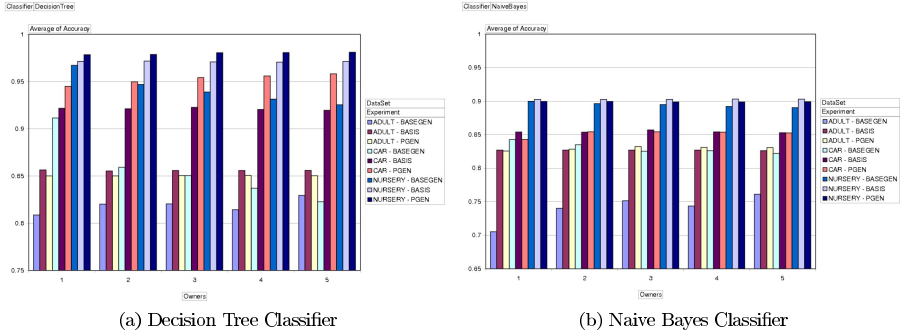 Classifier DecisionTree
Average of Accuracy
1
0.95
0.9
0.85
0.8
0.75
1 2 3 4 5
Owners
DataSet
Experiment
ADULT - BASEGEN
ADULT - BASIS
ADULT - PGEN
CAR - BASEGEN
CAR - BASIS
CAR - PGEN
NURSERY - BASEGEN
NURSERY - BASIS
NURSERY - PGEN
(a) Decision Tree Classifier
Classifier NaiveBayes
Average of Accuracy
1
0.95
0.9
0.85
0.8
0.75
0.7
0.65
1 2 3 4 5
Owners
DataSet
Experiment
ADULT - BASEGEN
ADULT - BASIS
ADULT - PGEN
CAR - BASEGEN
CAR - BASIS
CAR - PGEN
NURSERY - BASEGEN
NURSERY - BASIS
NURSERY - PGEN
(b) Naive Bayes Classifier